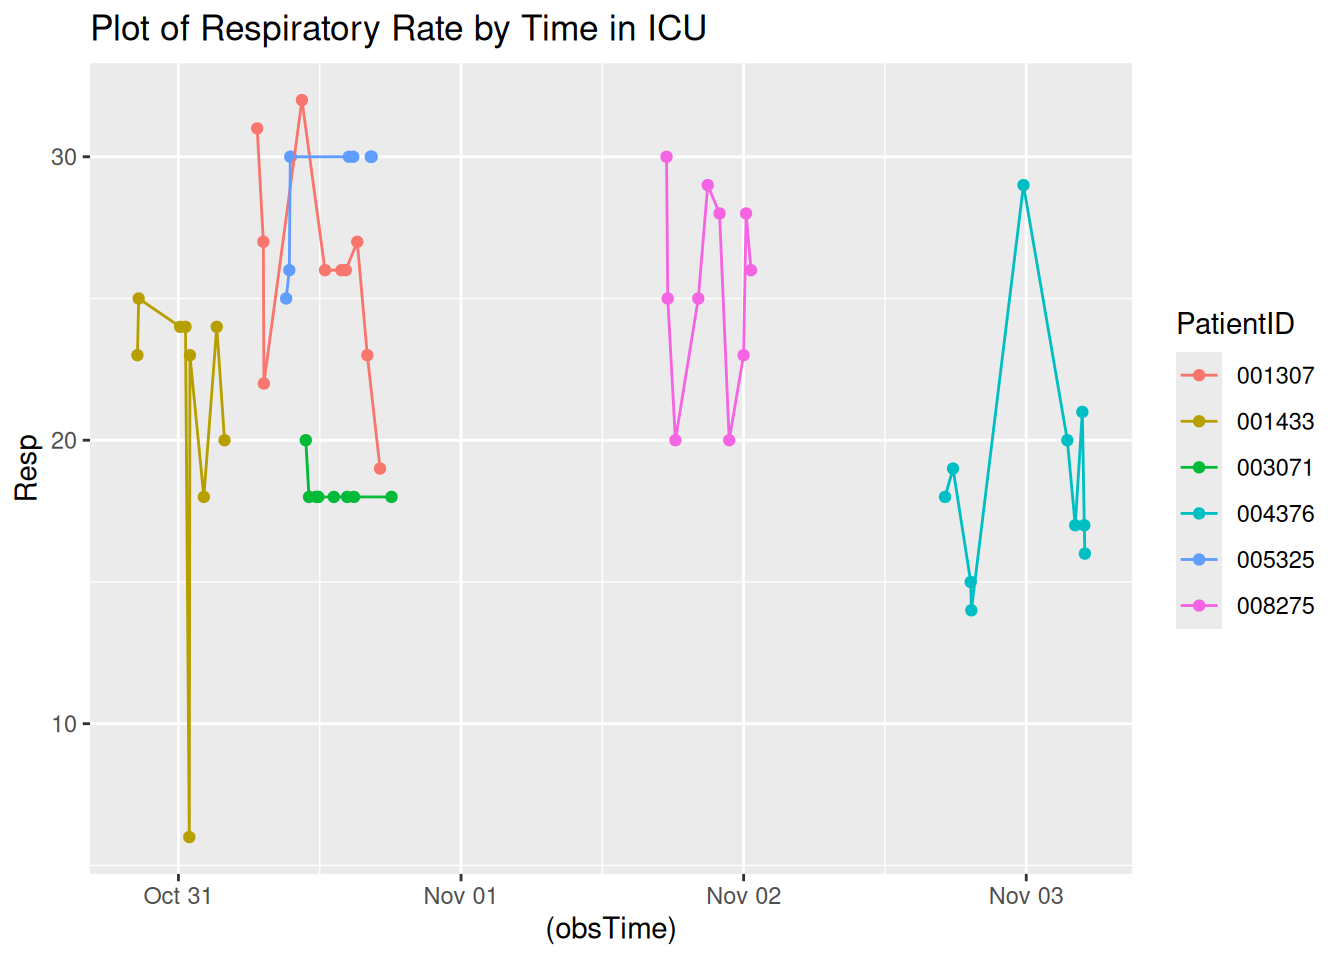 Plot of Respiratory Rate by Time in ICU
30
20
10
Resp
Oct 31
Nov 01
Nov 02
Nov 03
(obsTime)
PatientID
001307
001433
003071
004376
005325
008275